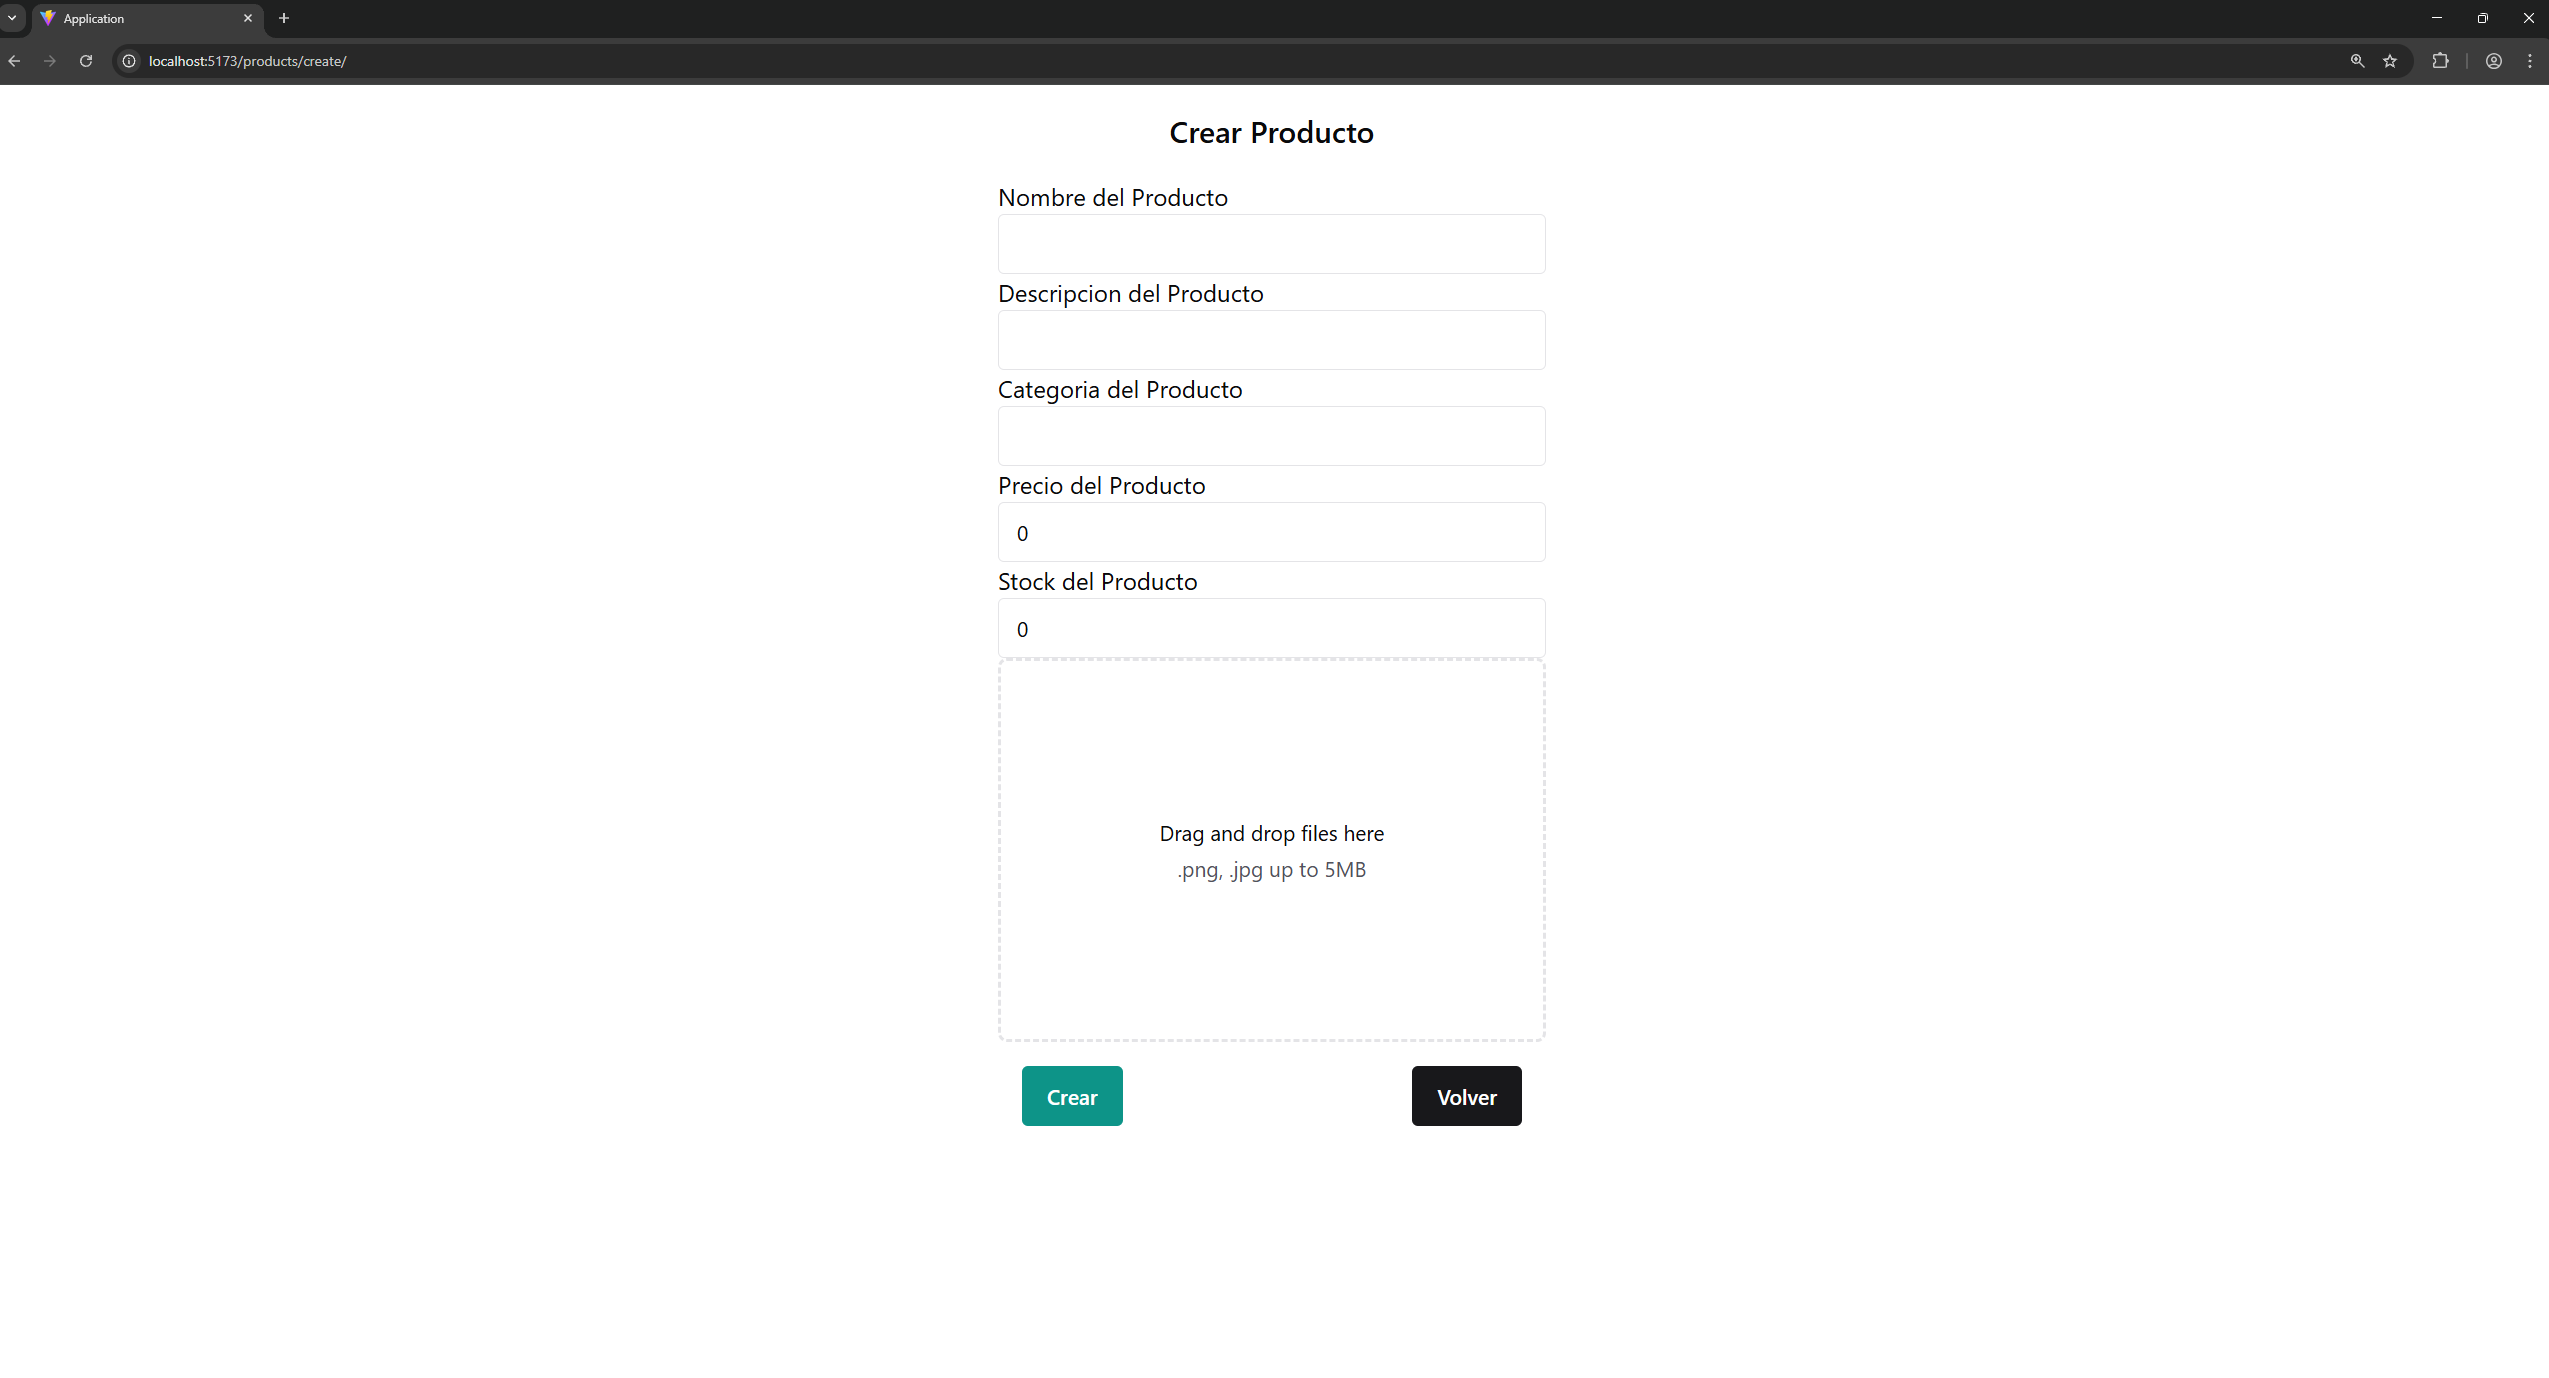 Application
localhost:5173/products/create/
Crear Producto
Nombre del Producto
Descripcion del Producto
Categoria del Producto
Precio del Producto
0
Stock del Producto
0
Drag and drop files here
.png, .jpg up to 5MB
Crear
Volver